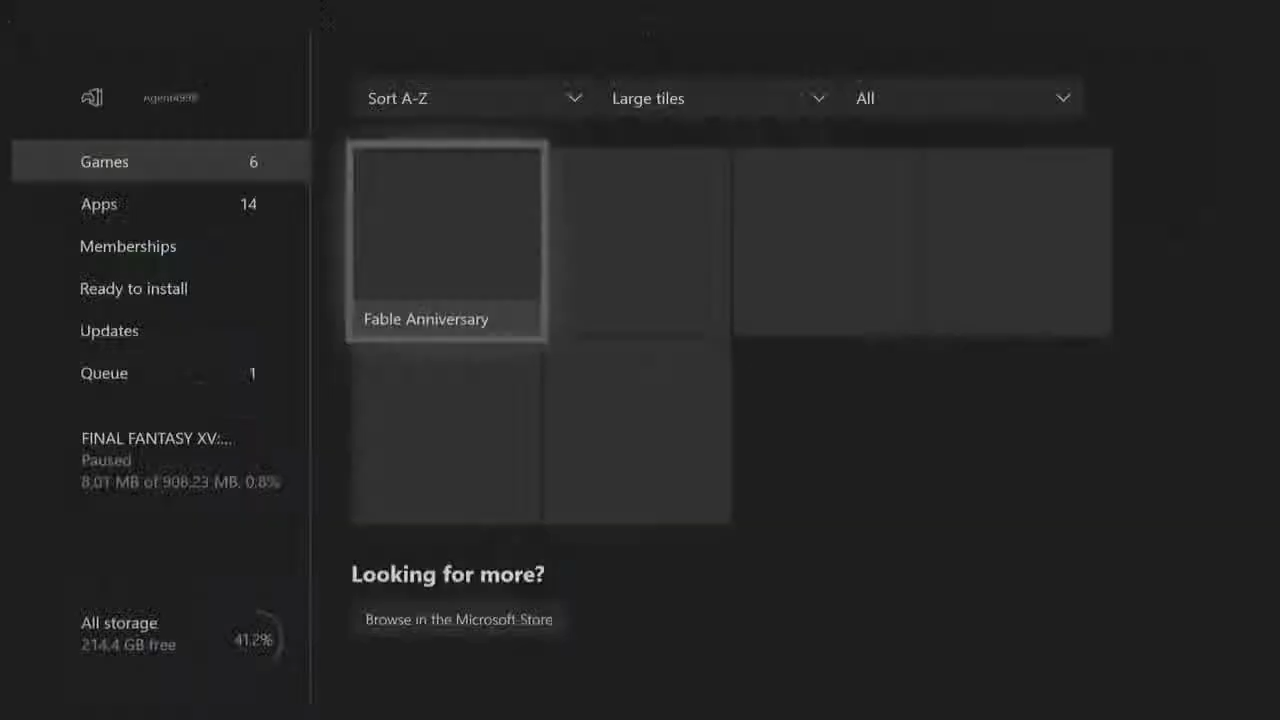 Sort A-Z
Large tiles
All
Games 6
Apps 14
Memberships
Ready to install
Updates
Queue 1
FINAL FANTASY XV:...
Paused
8.01 MB of 908.23 MB, 0.8%
All storage
214.4 GB free
41.2%
Fable Anniversary
Looking for more?
Browse in the Microsoft Store